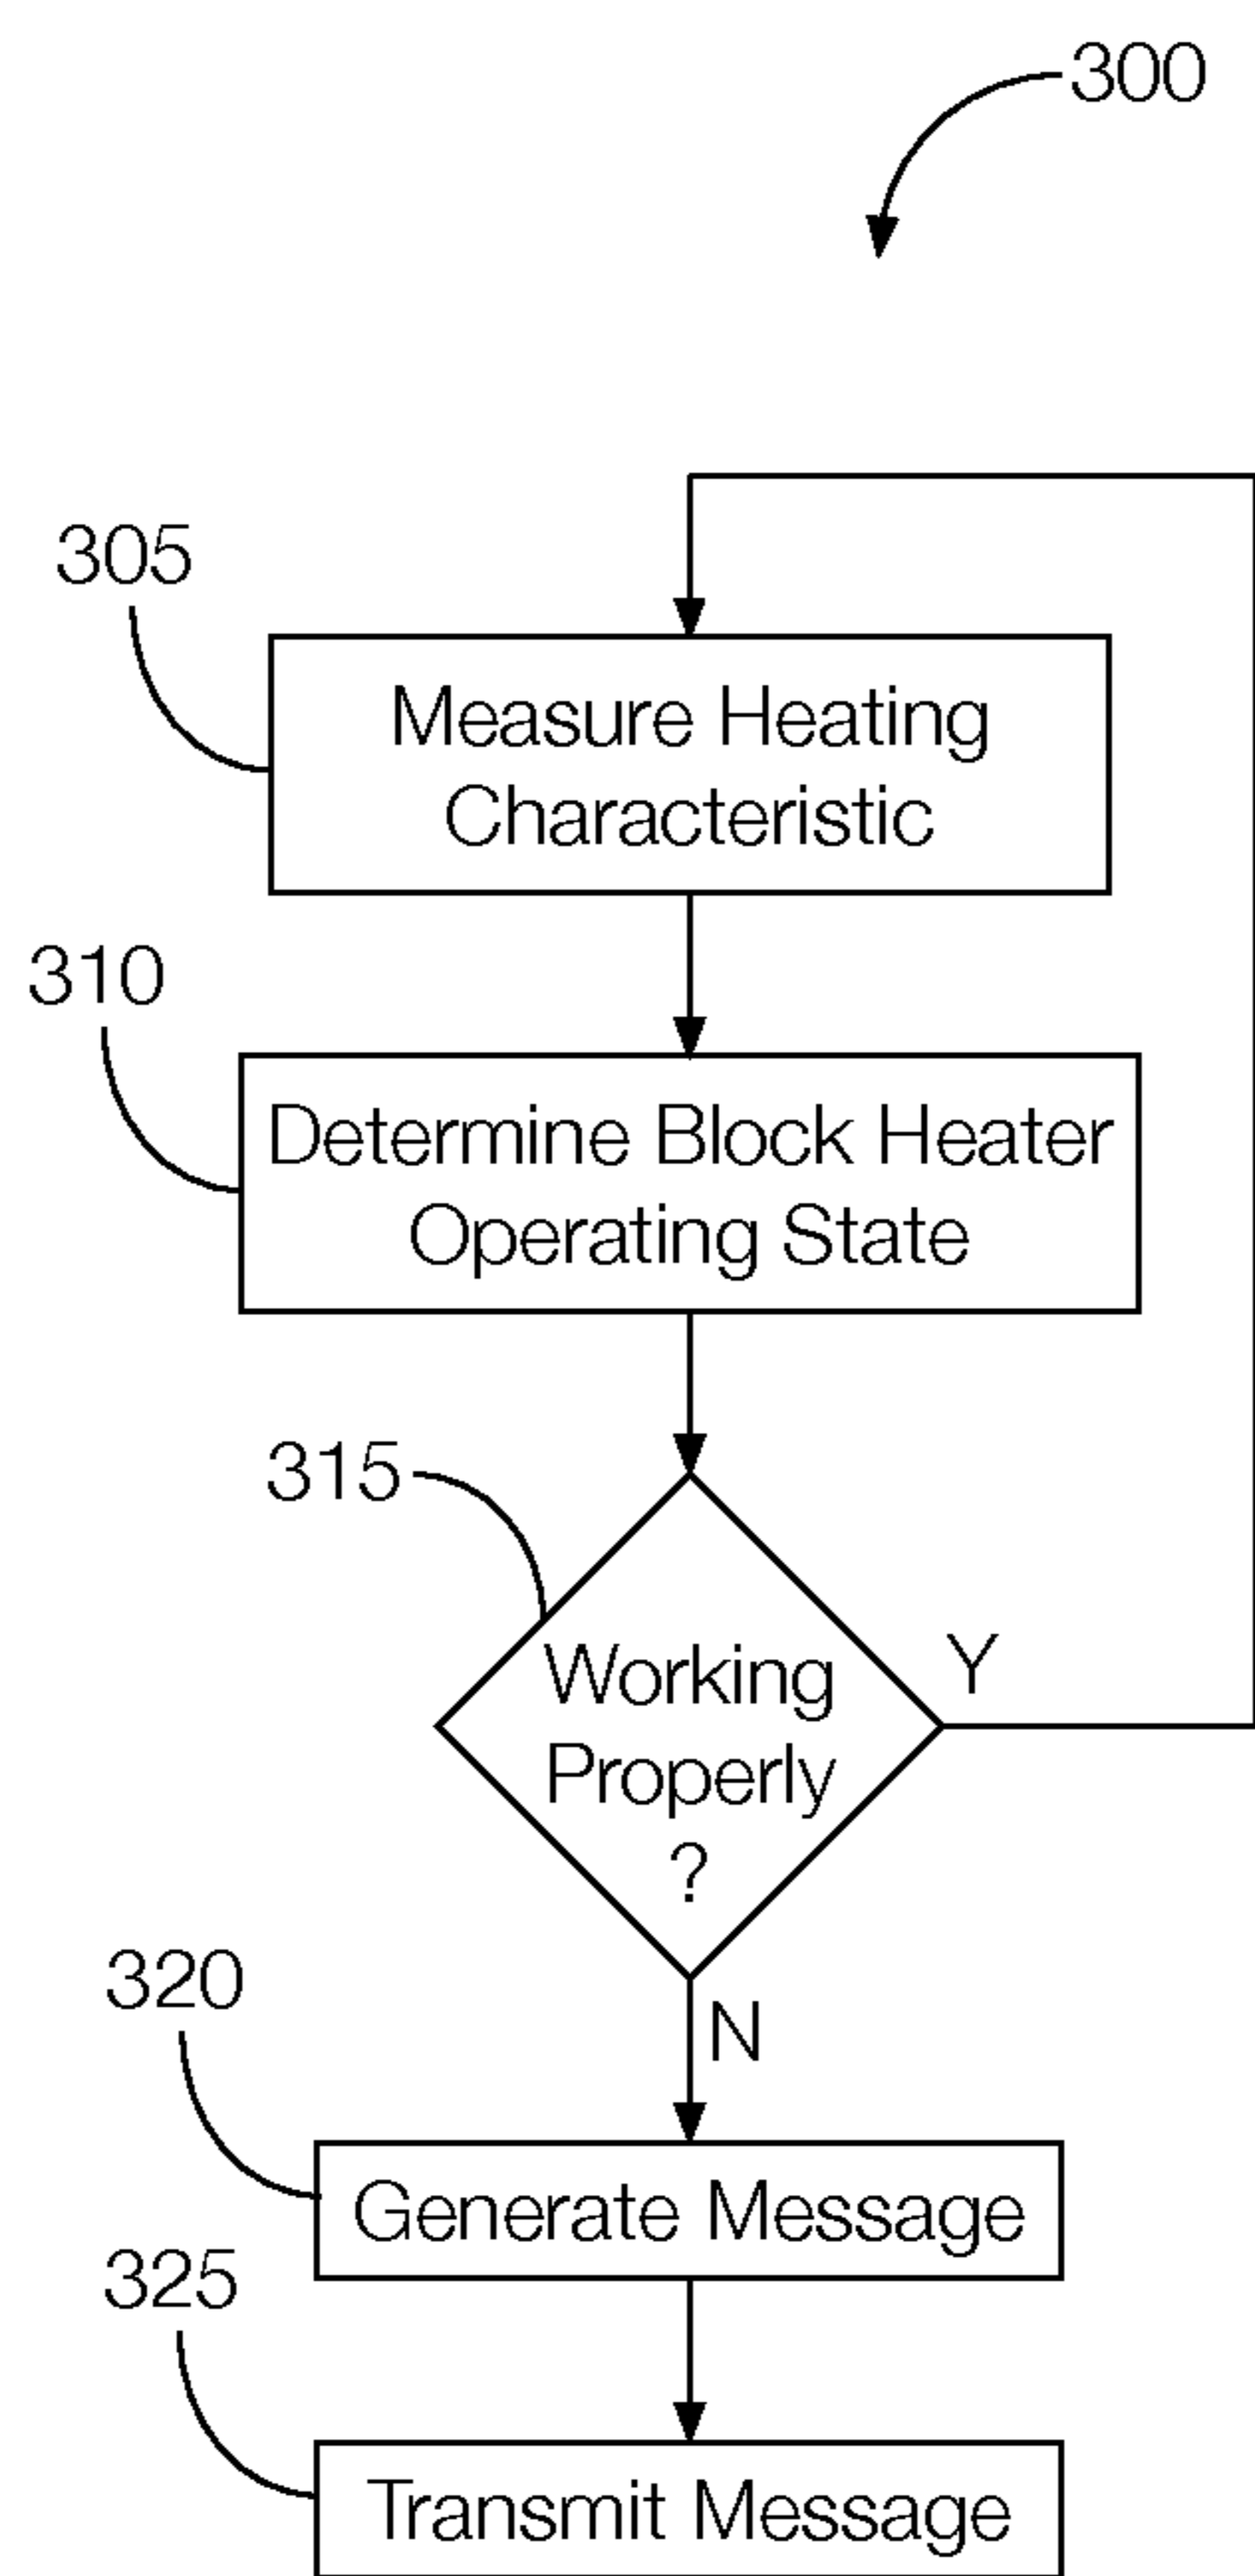 300
305
Measure Heating
Characteristic
310
Determine Block Heater
Operating State
315
Working
Properly
?
Y
N
320
Generate Message
325
Transmit Message